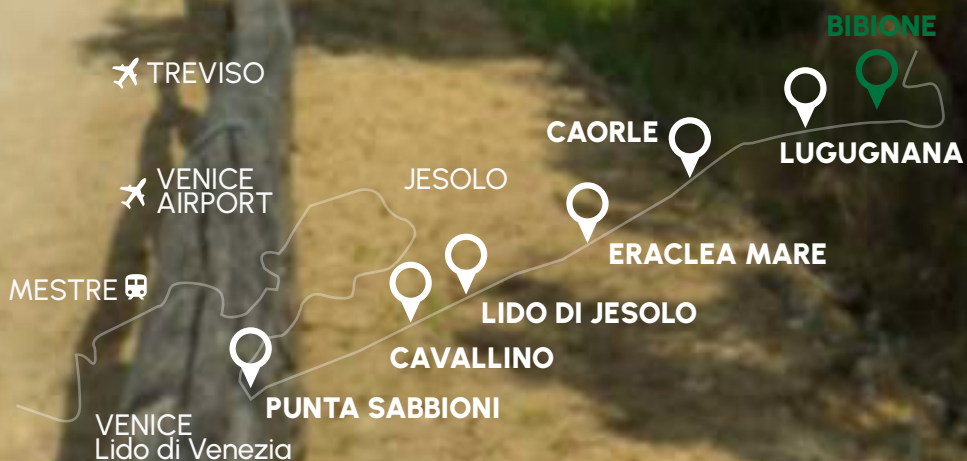 BIBIONE
TREVISO
CAORLE
LUGUGNANA
VENICE
AIRPORT
JESOLO
ERACLEA MARE
MESTRE
LIDO DI JESOLO
CAVALLINO
PUNTA SABBIONI
VENICE
Lido di Venezia